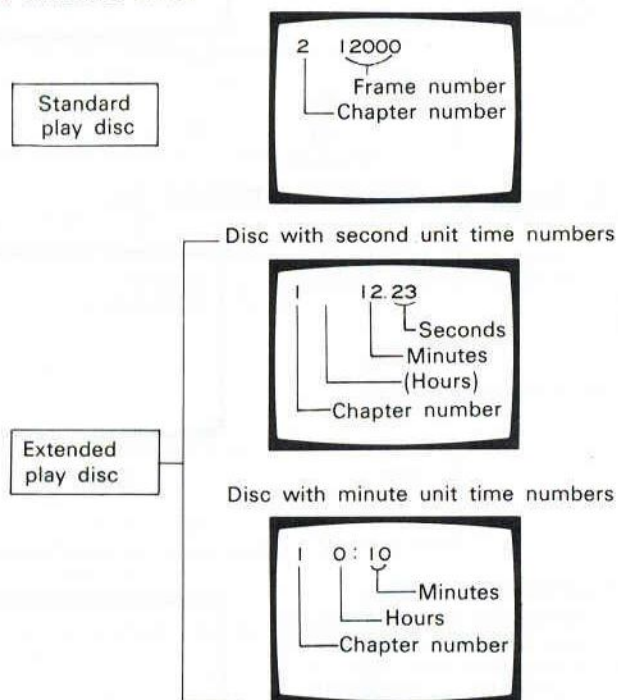 2 12000
Frame number
Chapter number
Standard
play disc
Disc with second unit time numbers
1 12.23
Seconds
Minutes
(Hours)
Chapter number
Extended
play disc
Disc with minute unit time numbers
1 0:10
Minutes
Hours
Chapter number